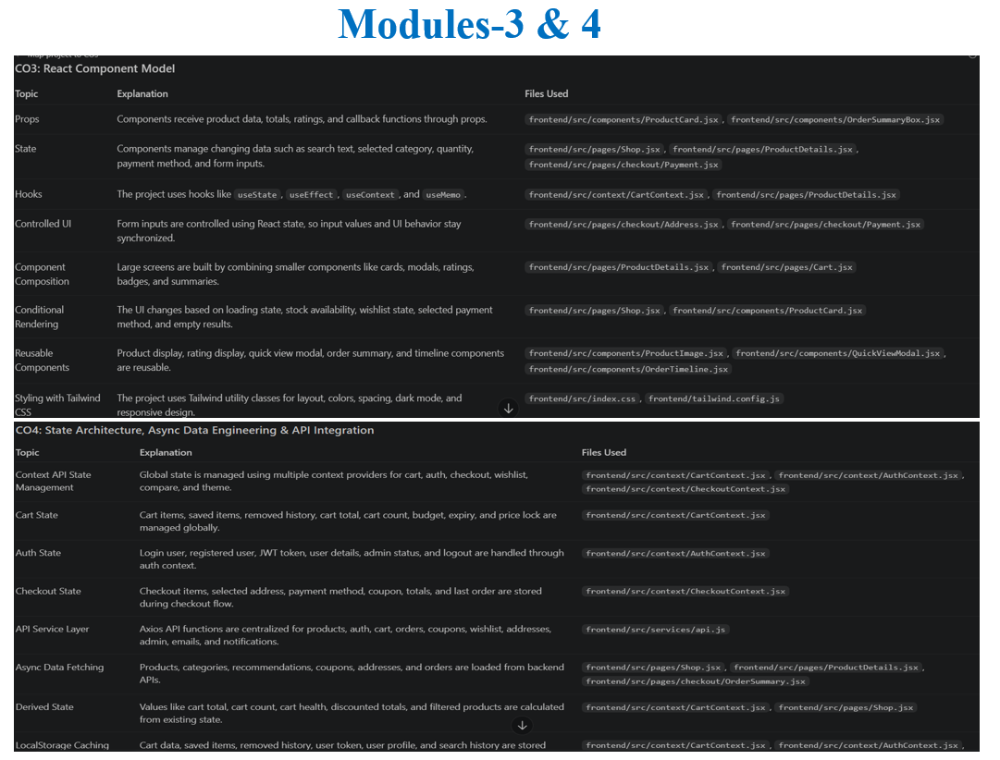 Modules-3 & 4
Map project to COs
CO3: React Component Model
Topic Explanation Files Used
Props Components receive product data, totals, ratings, and callback functions through props. frontend/src/components/ProductCard.jsx , frontend/src/components/OrderSummaryBox.jsx
State Components manage changing data such as search text, selected category, quantity, frontend/src/pages/Shop.jsx , frontend/src/pages/ProductDetails.jsx ,
payment method, and form inputs. frontend/src/pages/checkout/Payment.jsx
Hooks The project uses hooks like useState , useEffect , useContext , and useMemo . frontend/src/context/CartContext.jsx , frontend/src/pages/ProductDetails.jsx
Controlled UI Form inputs are controlled using React state, so input values and UI behavior stay frontend/src/pages/checkout/Address.jsx , frontend/src/pages/checkout/Payment.jsx
synchronized.
Component Large screens are built by combining smaller components like cards, modals, ratings, frontend/src/pages/ProductDetails.jsx , frontend/src/pages/Cart.jsx
Composition badges, and summaries.
Conditional The UI changes based on loading state, stock availability, wishlist state, selected payment frontend/src/pages/Shop.jsx , frontend/src/components/ProductCard.jsx
Rendering method, and empty results.
Reusable Product display, rating display, quick view modal, order summary, and timeline components frontend/src/components/ProductImage.jsx , frontend/src/components/QuickViewModal.jsx ,
Components are reusable. frontend/src/components/OrderTimeline.jsx
Styling with Tailwind The project uses Tailwind utility classes for layout, colors, spacing, dark mode, and frontend/src/index.css , frontend/tailwind.config.js
CSS responsive design.
CO4: State Architecture, Async Data Engineering & API Integration
Topic Explanation Files Used
Context API State Global state is managed using multiple context providers for cart, auth, checkout, wishlist, frontend/src/context/CartContext.jsx , frontend/src/context/AuthContext.jsx ,
Management compare, and theme. frontend/src/context/CheckoutContext.jsx
Cart State Cart items, saved items, removed history, cart total, cart count, budget, expiry, and price lock are frontend/src/context/CartContext.jsx
managed globally.
Auth State Login user, registered user, JWT token, user details, admin status, and logout are handled through frontend/src/context/AuthContext.jsx
auth context.
Checkout State Checkout items, selected address, payment method, coupon, totals, and last order are stored frontend/src/context/CheckoutContext.jsx
during checkout flow.
API Service Layer Axios API functions are centralized for products, auth, cart, orders, coupons, wishlist, addresses, frontend/src/services/api.js
admin, emails, and notifications.
Async Data Fetching Products, categories, recommendations, coupons, addresses, and orders are loaded from backend frontend/src/pages/Shop.jsx , frontend/src/pages/ProductDetails.jsx ,
APIs. frontend/src/pages/checkout/OrderSummary.jsx
Derived State Values like cart total, cart count, cart health, discounted totals, and filtered products are calculated frontend/src/context/CartContext.jsx , frontend/src/pages/Shop.jsx
from existing state.
LocalStorage Caching Cart data, saved items, removed history, user token, user profile, and search history are stored frontend/src/context/CartContext.jsx , frontend/src/context/AuthContext.jsx ,